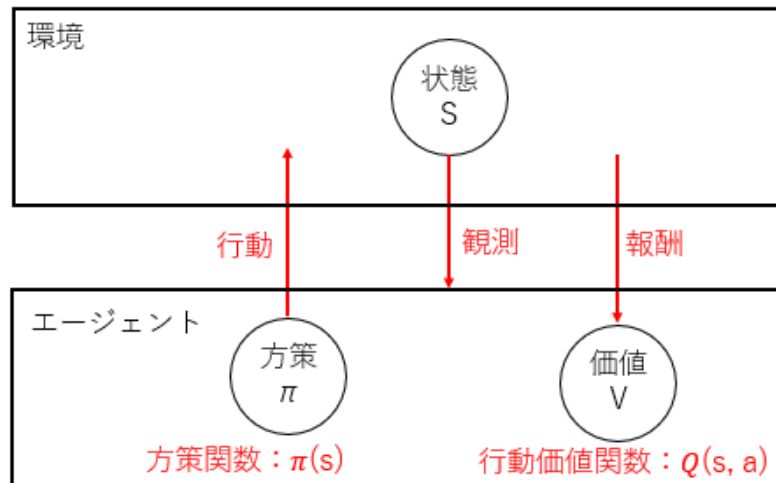 環境
状態
S
行動
観測
報酬
エージェント
方策
π
価値
V
方策関数：π(s)
行動価値関数：Q(s, a)